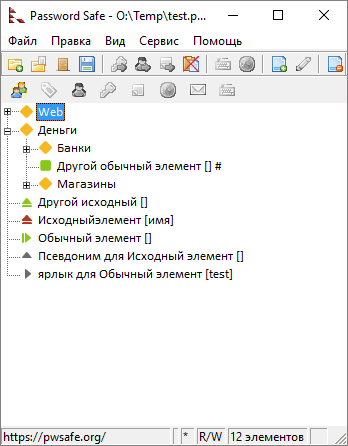 Password Safe - O:\Temp\test.p...
Файл Правка Вид Сервис Помощь
Web
Деньги
Банки
Другой обычный элемент [] #
Магазины
Другой исходный []
Исходныйэлемент [имя]
Обычный элемент []
Псевдоним для Исходный элемент []
ярлык для Обычный элемент [test]
https://pwsafe.org/ * R/W 12 элементов